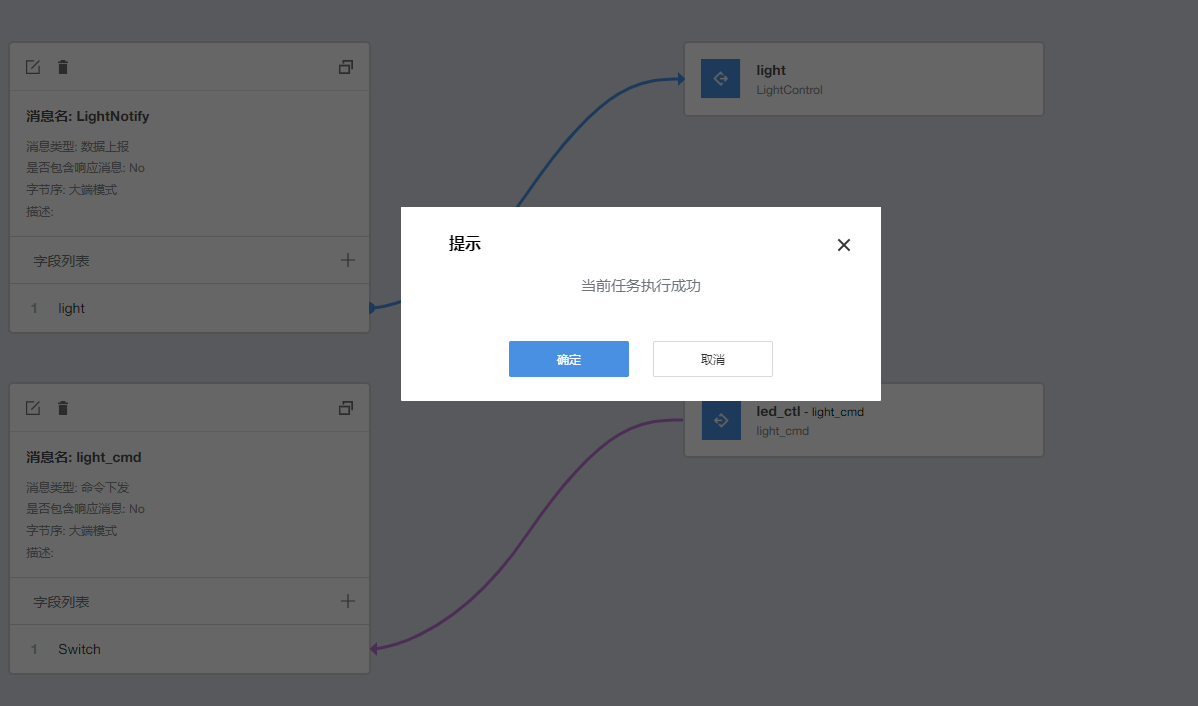 消息名: LightNotify
消息类型: 数据上报
是否包含响应消息: No
字节序: 大端模式
描述:
字段列表
1 light
light
LightControl
提示
当前任务执行成功
确定 取消
消息名: light_cmd
消息类型: 命令下发
是否包含响应消息: No
字节序: 大端模式
描述:
字段列表
1 Switch
led_ctl - light_cmd
light_cmd